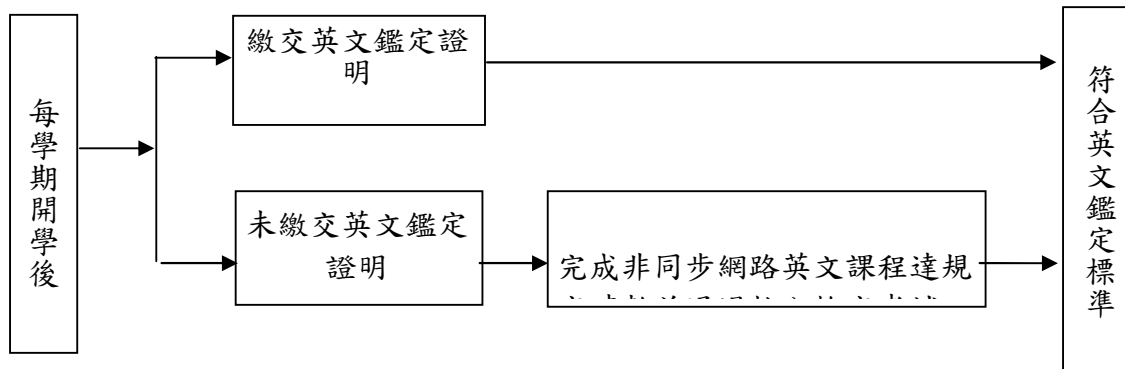 每學期開學後
繳交英文鑑定證
明
未繳交英文鑑定
證明
完成非同步網路英文課程達規
符合英文鑑定標準